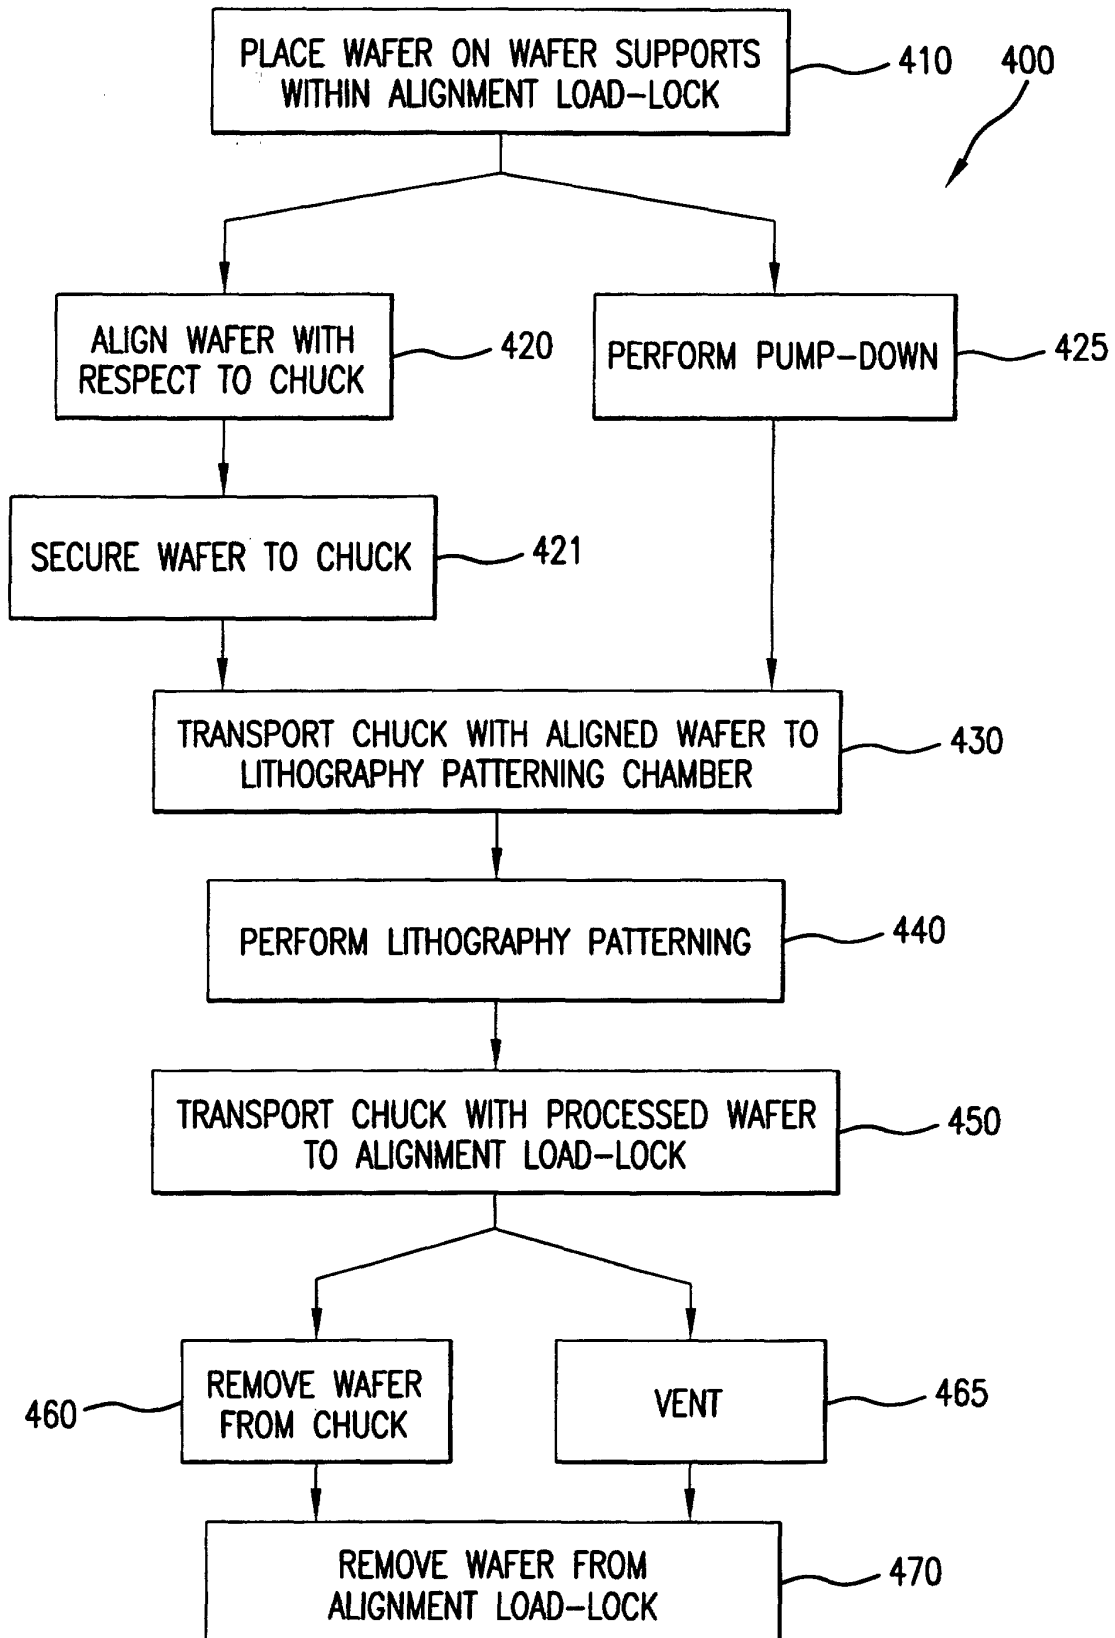 PLACE WAFER ON WAFER SUPPORTS
WITHIN ALIGNMENT LOAD-LOCK
410
400
ALIGN WAFER WITH
RESPECT TO CHUCK
420
PERFORM PUMP-DOWN
425
SECURE WAFER TO CHUCK
421
TRANSPORT CHUCK WITH ALIGNED WAFER TO
LITHOGRAPHY PATTERNING CHAMBER
430
PERFORM LITHOGRAPHY PATTERNING
440
TRANSPORT CHUCK WITH PROCESSED WAFER
TO ALIGNMENT LOAD-LOCK
450
460
REMOVE WAFER
FROM CHUCK
VENT
465
REMOVE WAFER FROM
ALIGNMENT LOAD-LOCK
470